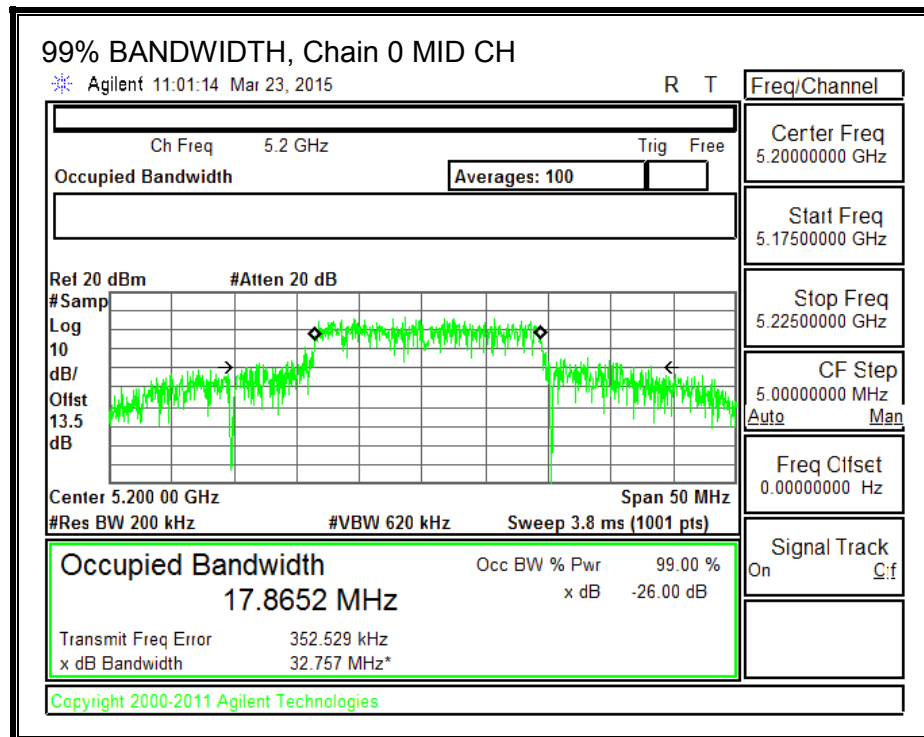 99% BANDWIDTH, Chain 0 MID CH
Agilent 11:01:14 Mar 23, 2015 R T
Freq/Channel
Ch Freq 5.2 GHz Trig Free
Occupied Bandwidth Averages: 100
Center Freq
5.20000000 GHz
Start Freq
5.17500000 GHz
Stop Freq
5.22500000 GHz
CF Step
5.00000000 MHz
Auto Man
Freq Offset
0.00000000 Hz
Signal Track
On Off
Ref 20 dBm #Atten 20 dB
#Samp
Log
10
dB/
Offst
13.5
dB
Center 5.200 00 GHz Span 50 MHz
#Res BW 200 kHz #VBW 620 kHz Sweep 3.8 ms (1001 pts)
Occupied Bandwidth
17.8652 MHz
Occ BW % Pwr 99.00 %
x dB -26.00 dB
Transmit Freq Error 352.529 kHz
x dB Bandwidth 32.757 MHz*
Copyright 2000-2011 Agilent Technologies